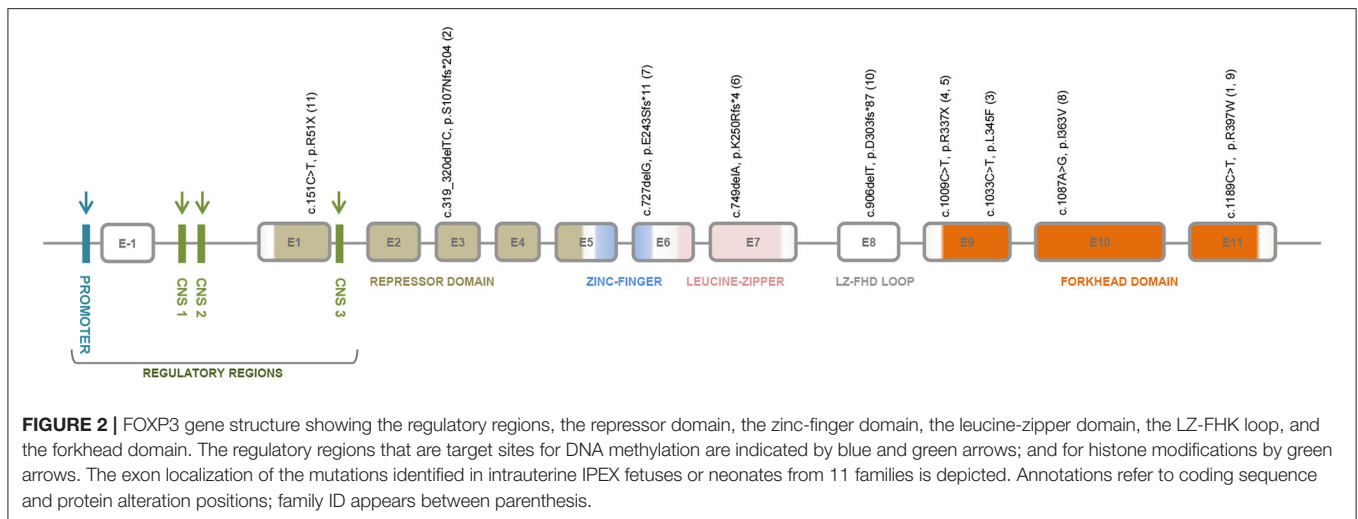 c.151C>T, p.R51X (11)
c.319_320delTC, p.S107Nfs*204 (2)
c.727delG, p.E243Sfs*11 (7)
c.749delA, p.K250Rfs*4 (6)
c.906delT, p.D303fs*87 (10)
c.1009C>T, p.R337X (4, 5)
c.1033C>T, p.L345F (3)
c.1087A>G, p.I363V (8)
c.1189C>T, p.R397W (1, 9)
E-1 E1 E2 E3 E4 E5 E6 E7 E8 E9 E10 E11
PROMOTER
CNS 1
CNS 2
CNS 3
REPRESSOR DOMAIN ZINC-FINGER LEUCINE-ZIPPER LZ-FHD LOOP FORKHEAD DOMAIN
REGULATORY REGIONS
FIGURE 2 | FOXP3 gene structure showing the regulatory regions, the repressor domain, the zinc-finger domain, the leucine-zipper domain, the LZ-FHK loop, and
the forkhead domain. The regulatory regions that are target sites for DNA methylation are indicated by blue and green arrows; and for histone modifications by green
arrows. The exon localization of the mutations identified in intrauterine IPEX fetuses or neonates from 11 families is depicted. Annotations refer to coding sequence
and protein alteration positions; family ID appears between parenthesis.